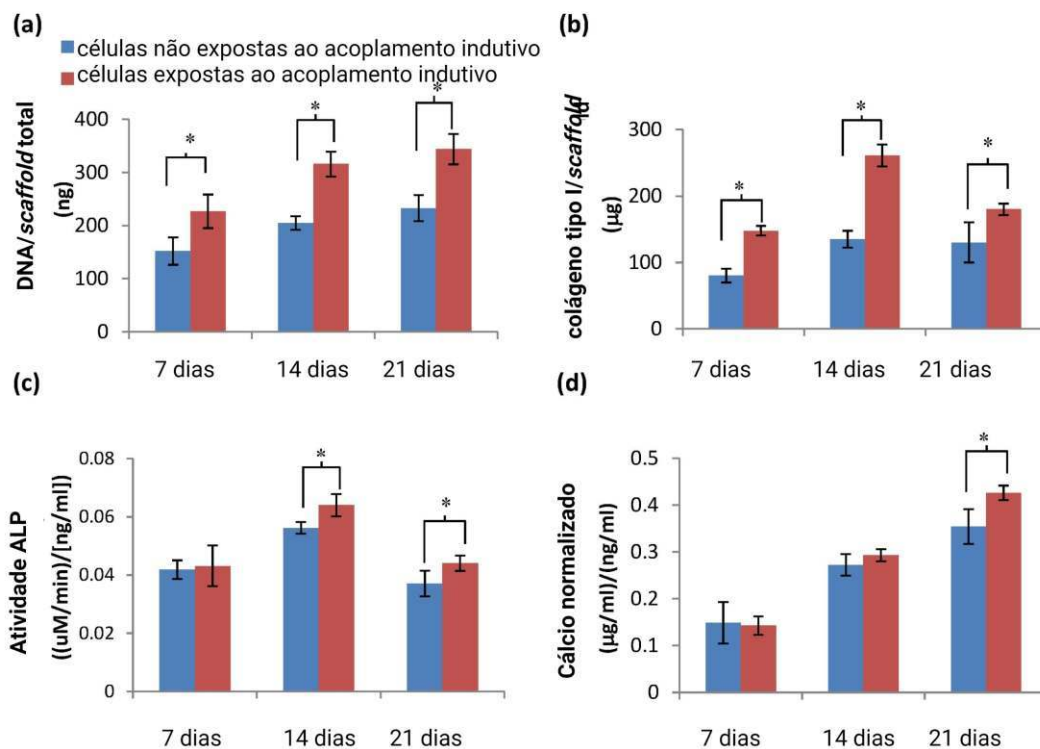 (a)
células não expostas ao acoplamento indutivo
células expostas ao acoplamento indutivo
DNA/scaffold total
(ng)
400
300
200
100
0
*
*
*
7 dias
14 dias
21 dias
(b)
colágeno tipo I/scaffold
(µg)
300
200
100
0
*
*
*
7 dias
14 dias
21 dias
(c)
Atividade ALP
((uM/min)/[ng/ml])
0.08
0.06
0.04
0.02
0
*
*
7 dias
14 dias
21 dias
(d)
Cálcio normalizado
(µg/ml)/(ng/ml)
0.5
0.4
0.3
0.2
0.1
0
*
7 dias
14 dias
21 dias